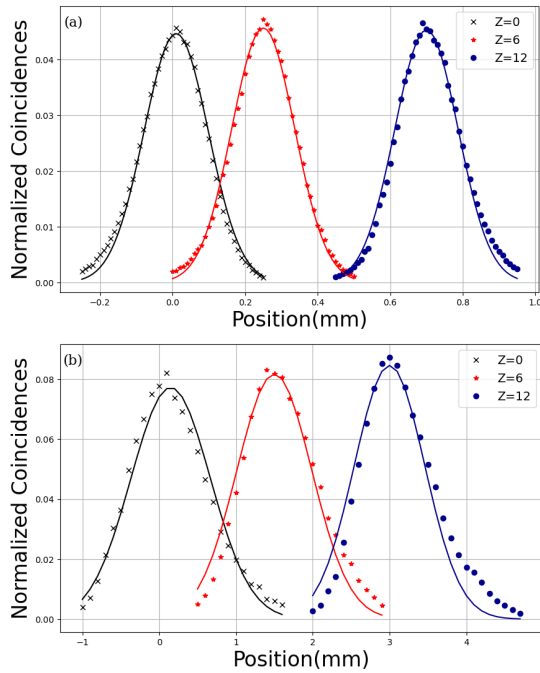 (a)
Z=0
Z=6
Z=12
Normalized Coincidences
0.04
0.03
0.02
0.01
0.00
-0.2 0.0 0.2 0.4 0.6 0.8 1.0
Position(mm)
(b)
Z=0
Z=6
Z=12
Normalized Coincidences
0.08
0.06
0.04
0.02
0.00
-1 0 1 2 3 4
Position(mm)